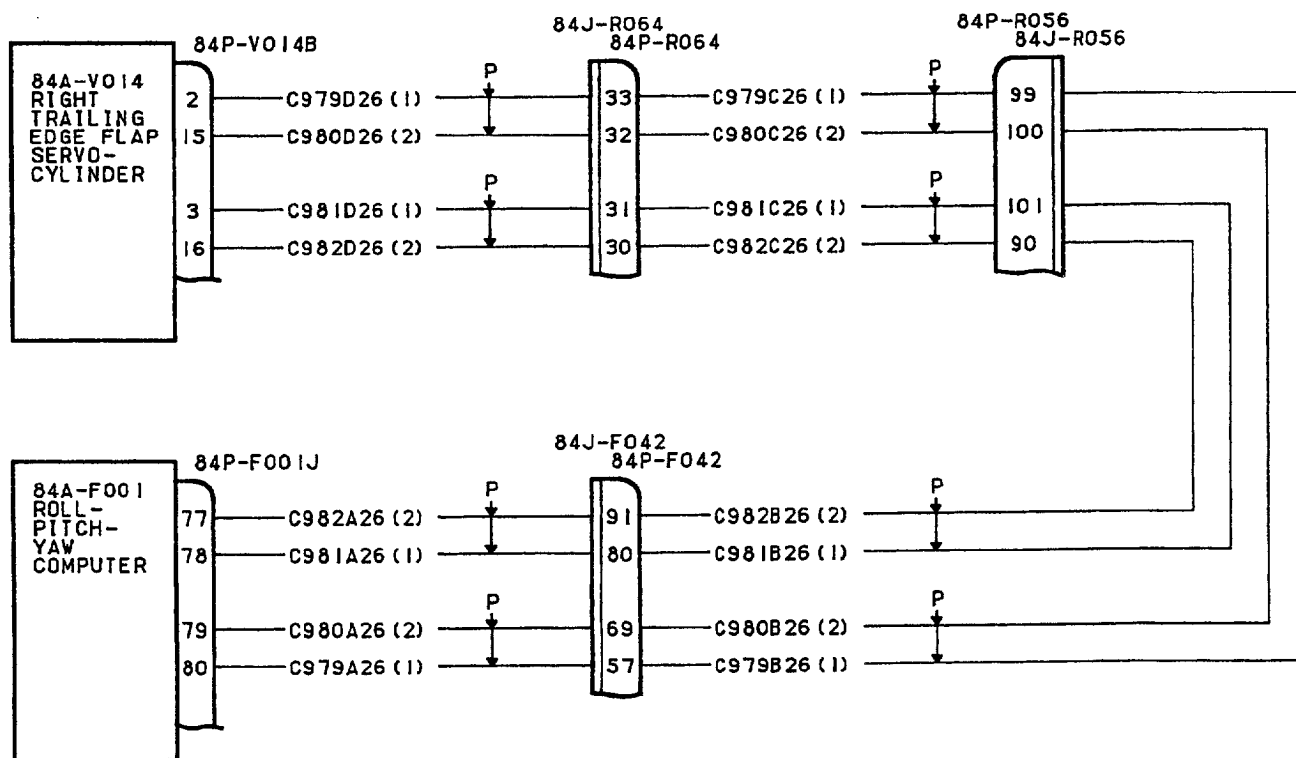 84P-V014B
84J-R064
84P-R064
84P-R056
84J-R056
84A-V014
RIGHT
TRAILING
EDGE FLAP
SERVO-
CYLINDER
P
P
2 C979D26(1) 33 C979C26(1) 99
15 C980D26(2) 32 C980C26(2) 100
P
P
3 C981D26(1) 31 C981C26(1) 101
16 C982D26(2) 30 C982C26(2) 90
84P-F001J
84J-F042
84P-F042
84A-F001
ROLL-
PITCH-
YAW
COMPUTER
P
P
77 C982A26(2) 91 C982B26(2)
78 C981A26(1) 80 C981B26(1)
P
P
79 C980A26(2) 69 C980B26(2)
80 C979A26(1) 57 C979B26(1)